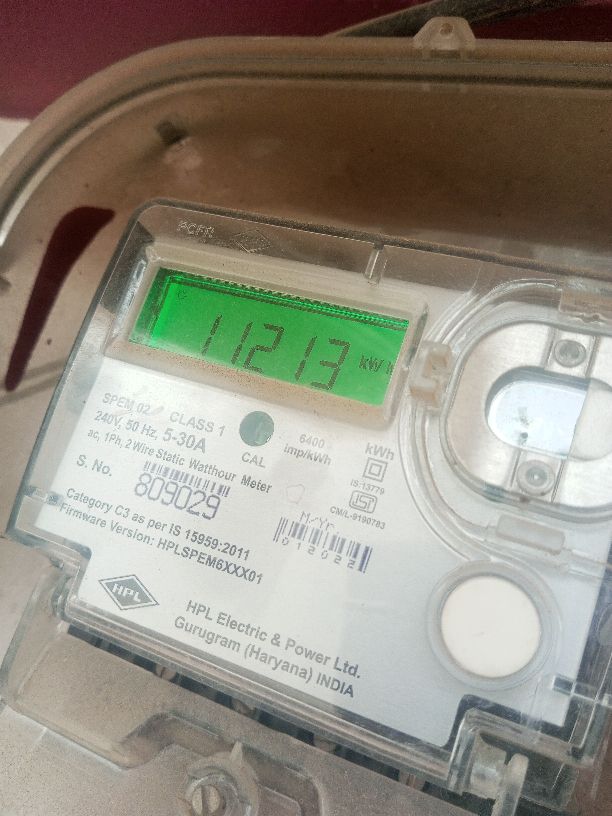 11213 kWh
SPEM 02 CLASS 1
240V, 50 Hz, 5-30A
ac, 1Ph, 2 Wire Static Watthour Meter
CAL
6400
imp/kWh
kWh
IS-13779
CM/L-9190783
S. No.
809029
M/Yr
012022
Category C3 as per IS 15959:2011
Firmware Version: HPLSPEM6XXX01
HPL
HPL Electric & Power Ltd.
Gurugram (Haryana) INDIA